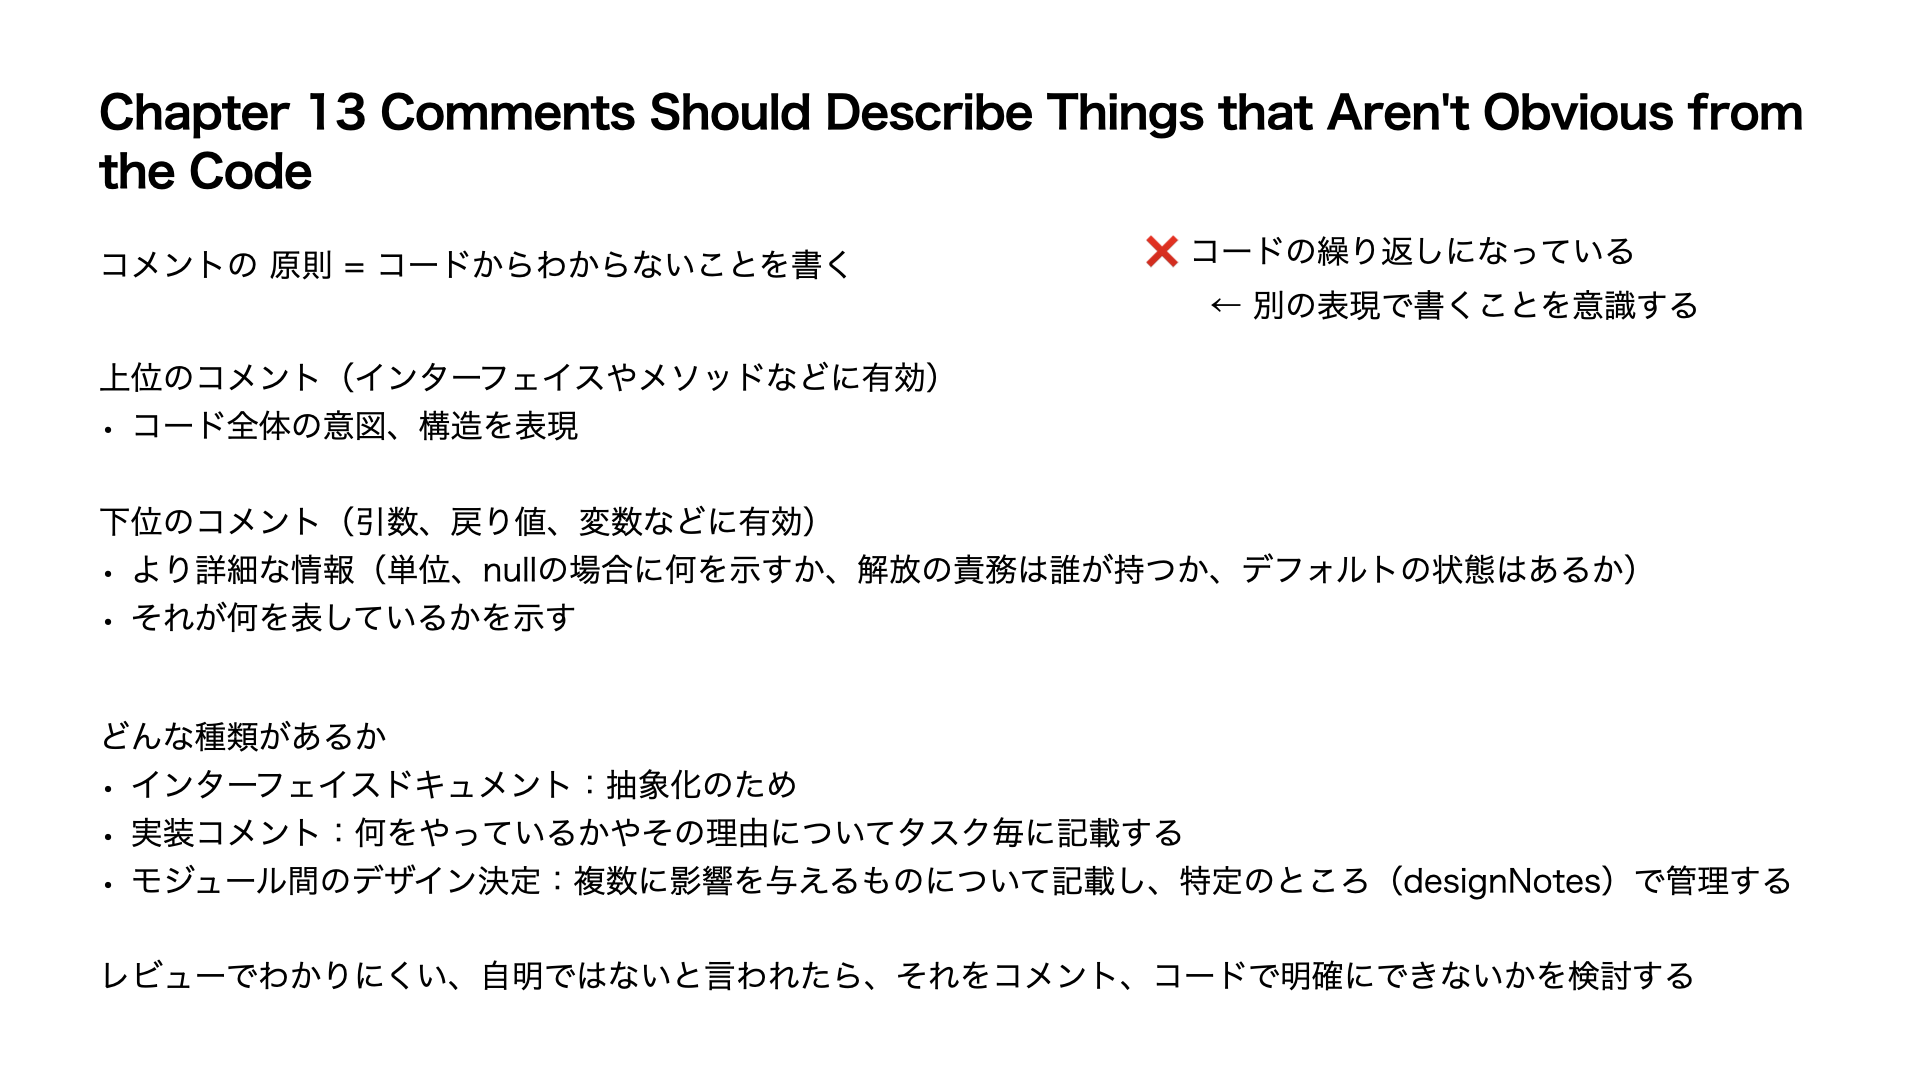 Chapter 13 Comments Should Describe Things that Aren't Obvious from
the Code
コメントの 原則 = コードからわからないことを書く
❌ コードの繰り返しになっている
← 別の表現で書くことを意識する
上位のコメント（インターフェイスやメソッドなどに有効）
・コード全体の意図、構造を表現
下位のコメント（引数、戻り値、変数などに有効）
・より詳細な情報（単位、nullの場合に何を示すか、解放の責務は誰が持つか、デフォルトの状態はあるか）
・それが何を表しているかを示す
どんな種類があるか
・インターフェイスドキュメント：抽象化のため
・実装コメント：何をやっているかやその理由についてタスク毎に記載する
・モジュール間のデザイン決定：複数に影響を与えるものについて記載し、特定のところ（designNotes）で管理する
レビューでわかりにくい、自明ではないと言われたら、それをコメント、コードで明確にできないかを検討する